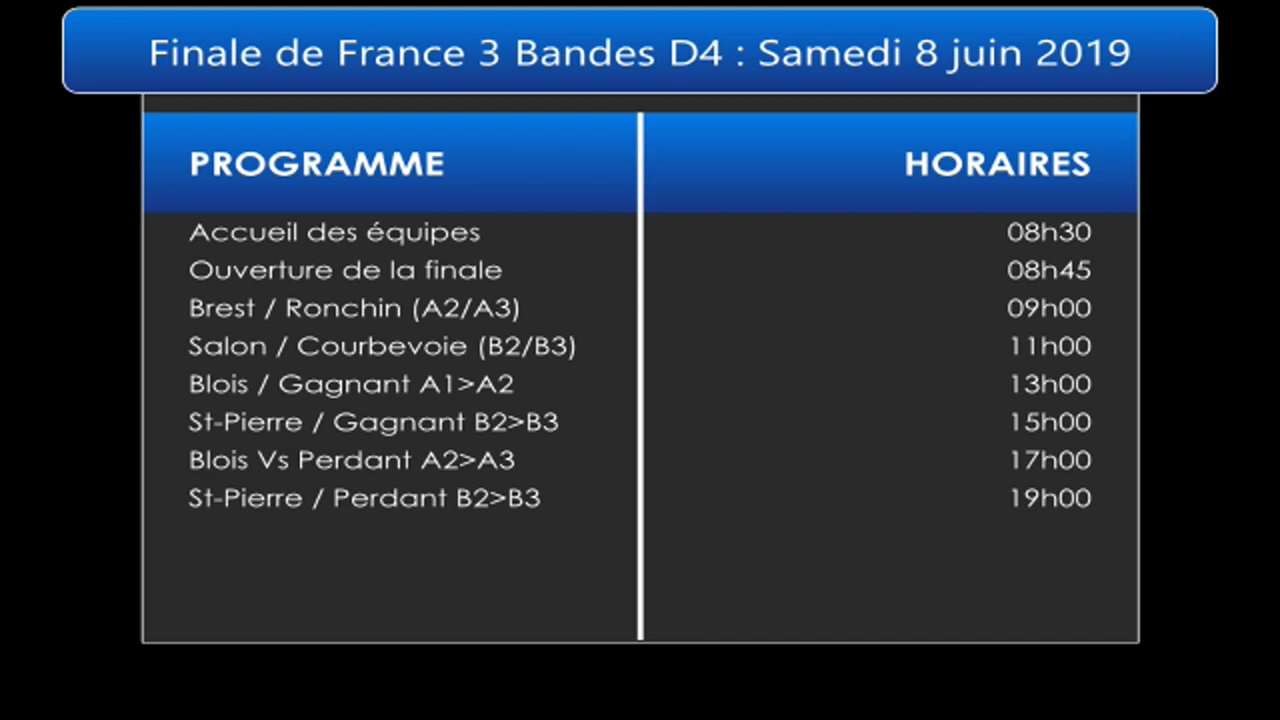 Finale de France 3 Bandes D4 : Samedi 8 juin 2019
PROGRAMME HORAIRES
Accueil des équipes 08h30
Ouverture de la finale 08h45
Brest / Ronchin (A2/A3) 09h00
Salon / Courbevoie (B2/B3) 11h00
Blois / Gagnant A1>A2 13h00
St-Pierre / Gagnant B2>B3 15h00
Blois Vs Perdant A2>A3 17h00
St-Pierre / Perdant B2>B3 19h00